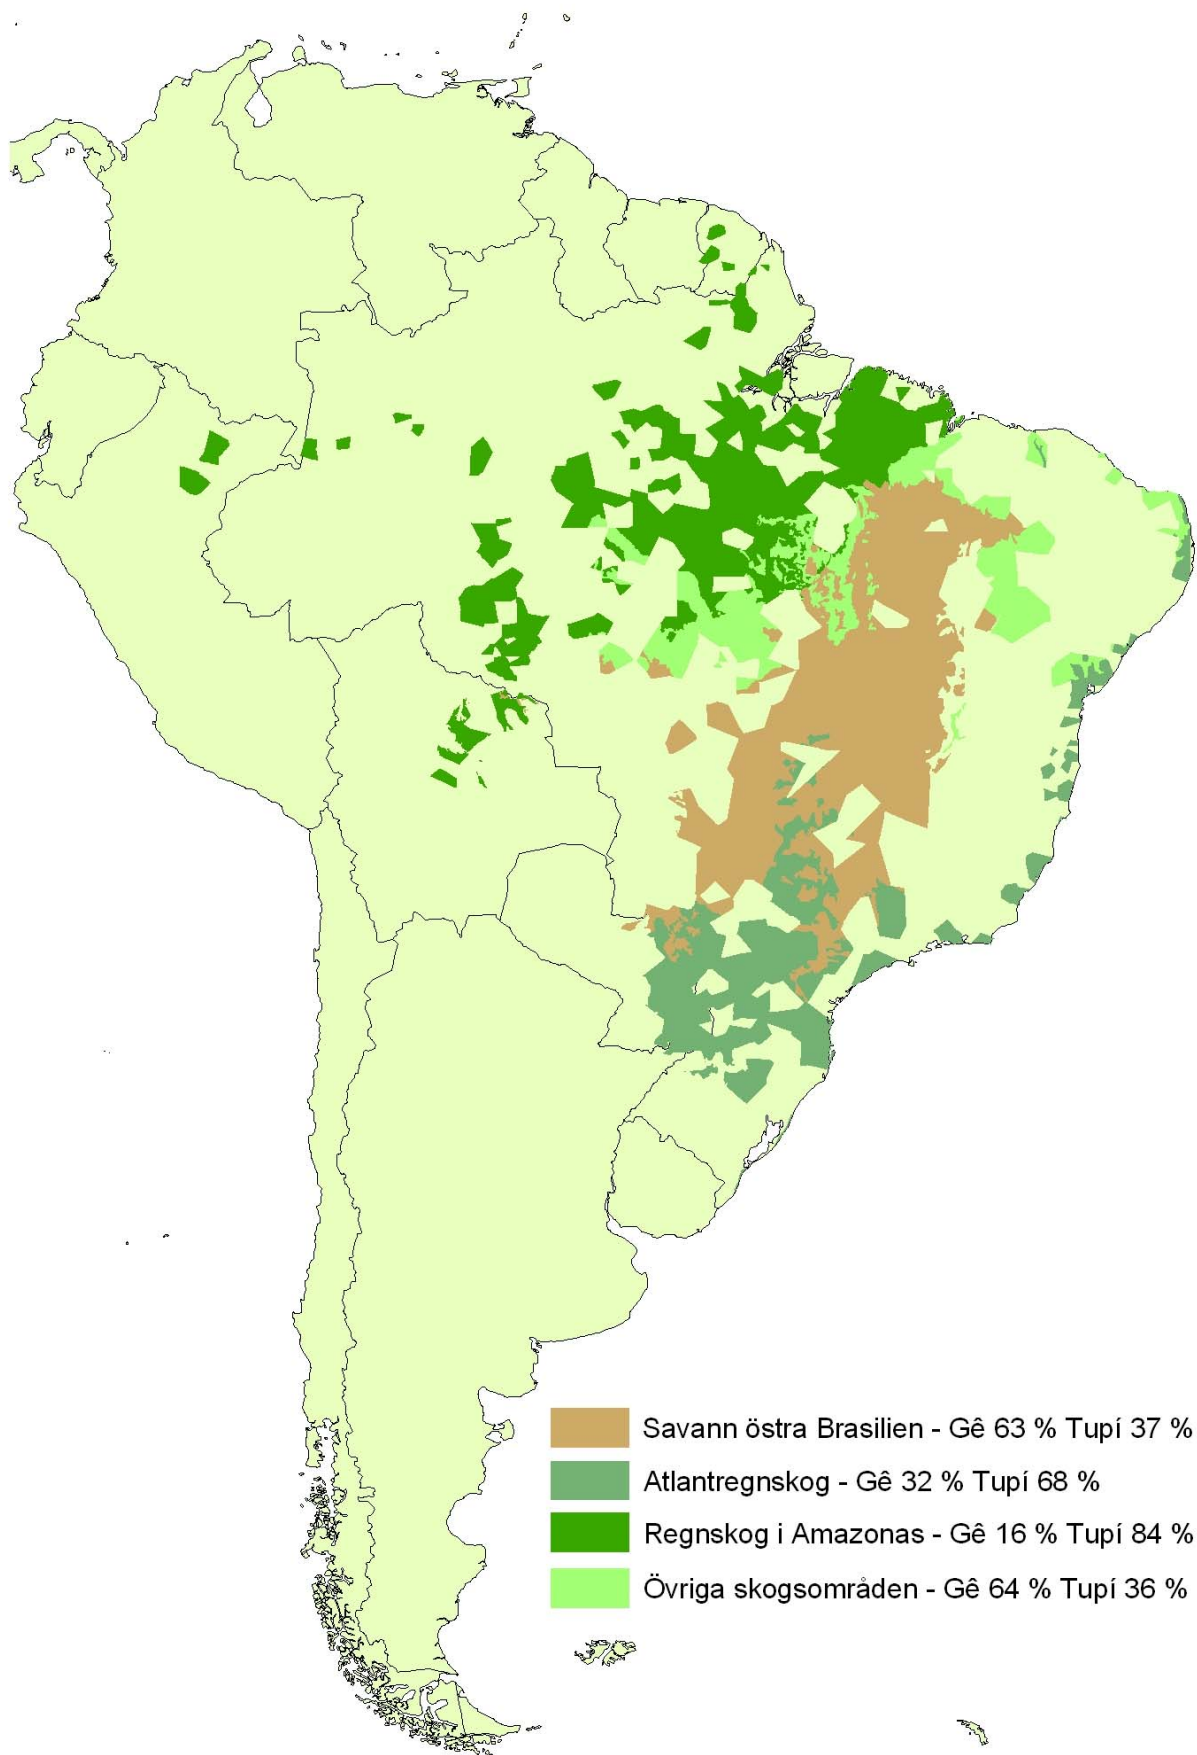 Savann östra Brasilien - Gê 63 % Tupí 37 %
Atlantregnskog - Gê 32 % Tupí 68 %
Regnskog i Amazonas - Gê 16 % Tupí 84 %
Övriga skogsområden - Gê 64 % Tupí 36 %